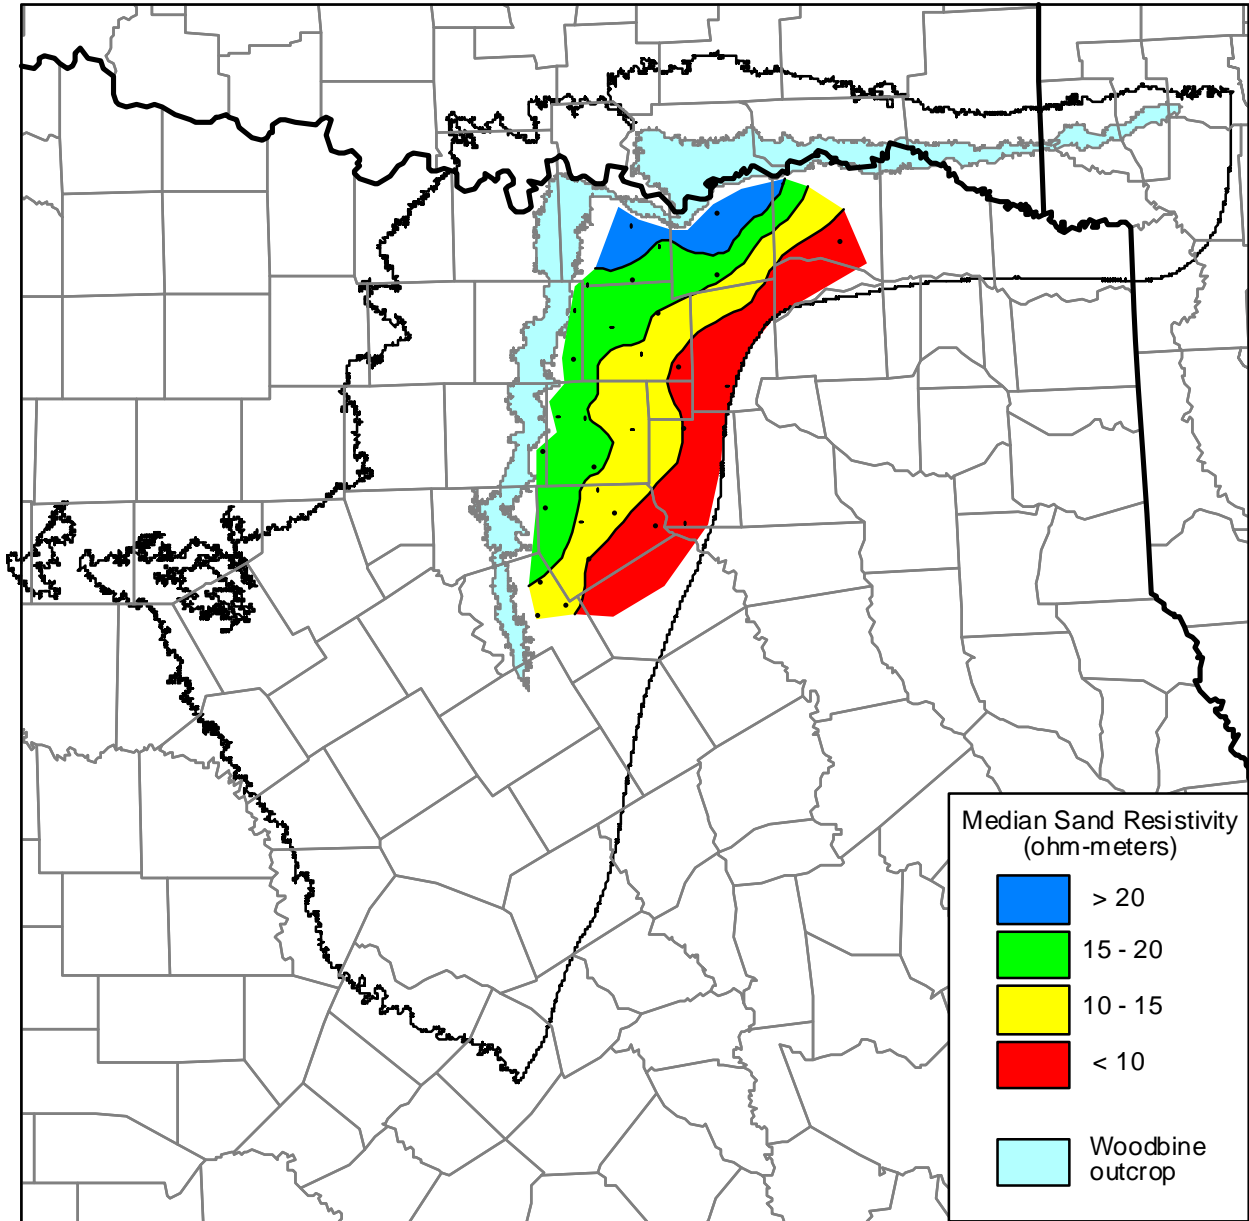 Median Sand Resistivity
(ohm-meters)
> 20
15 - 20
10 - 15
< 10
Woodbine
outcrop